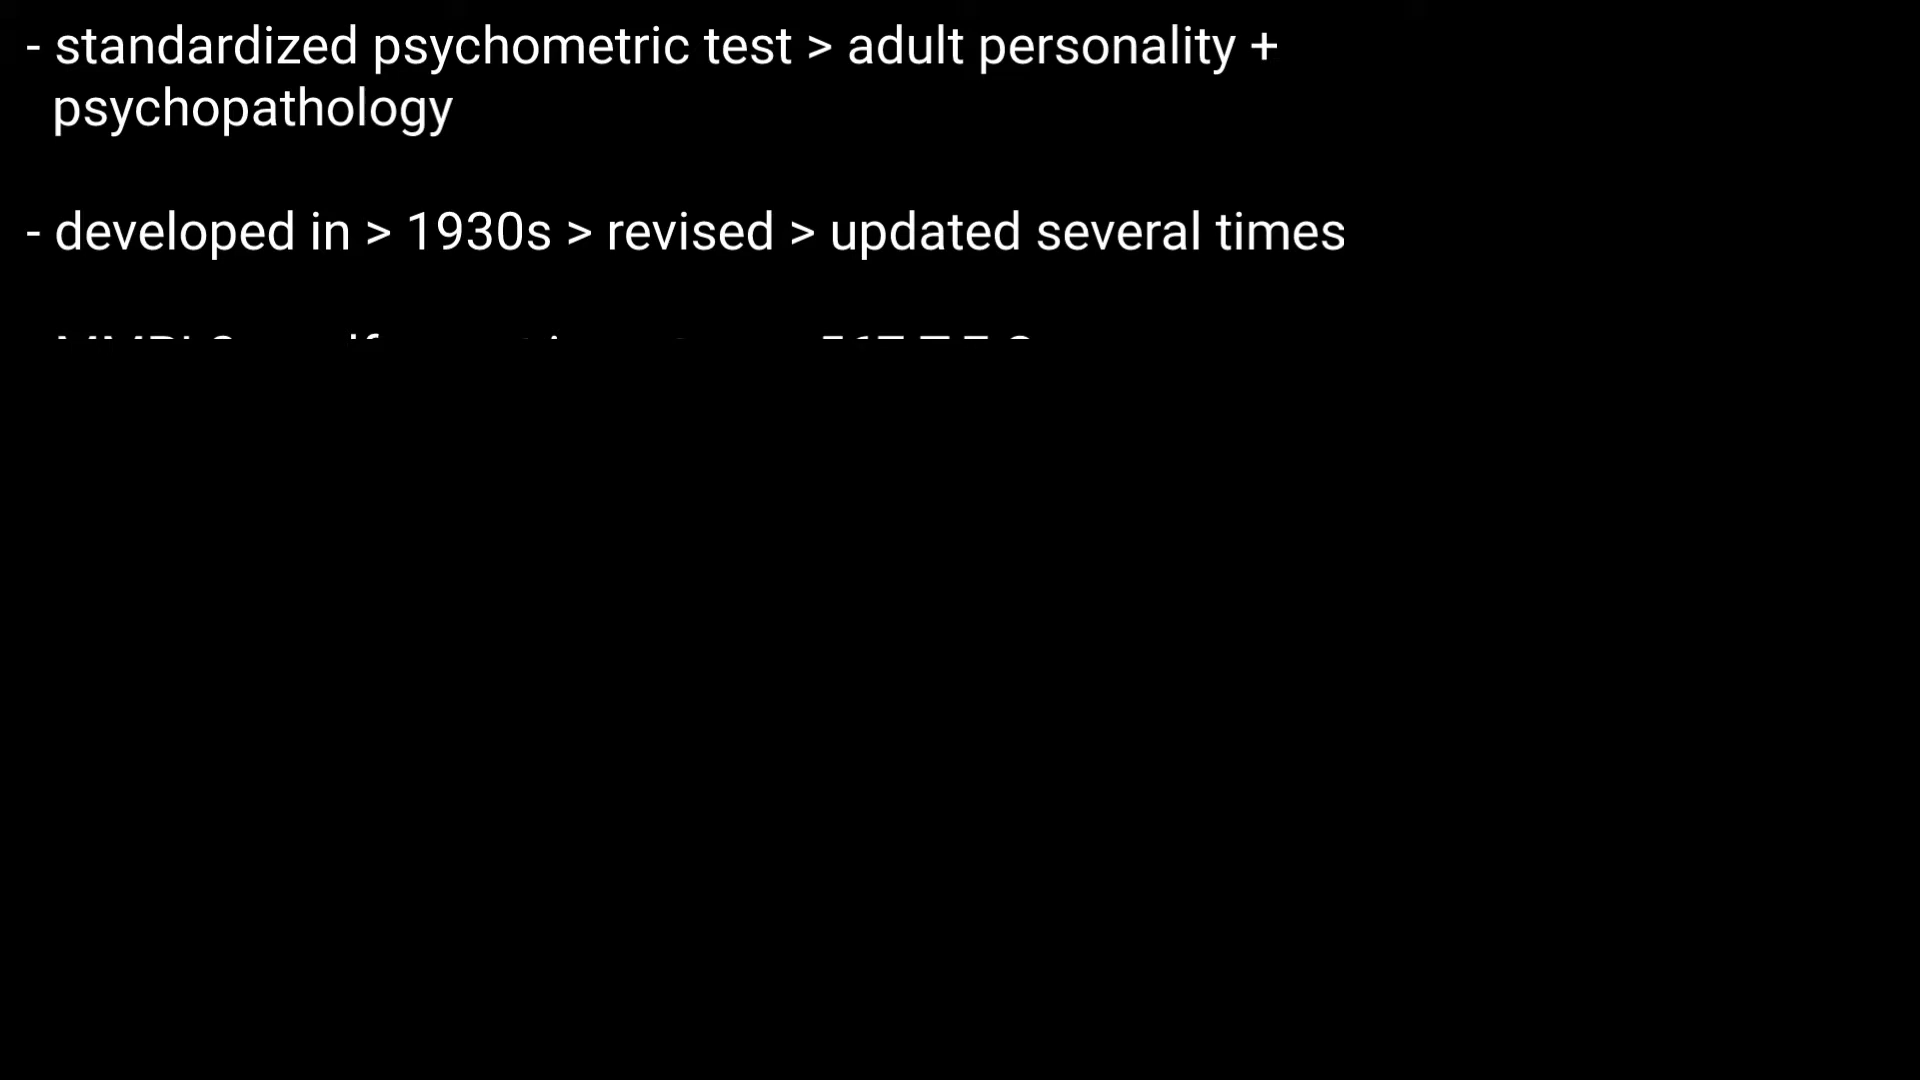 - standardized psychometric test > adult personality +
psychopathology
- developed in > 1930s > revised > updated several times